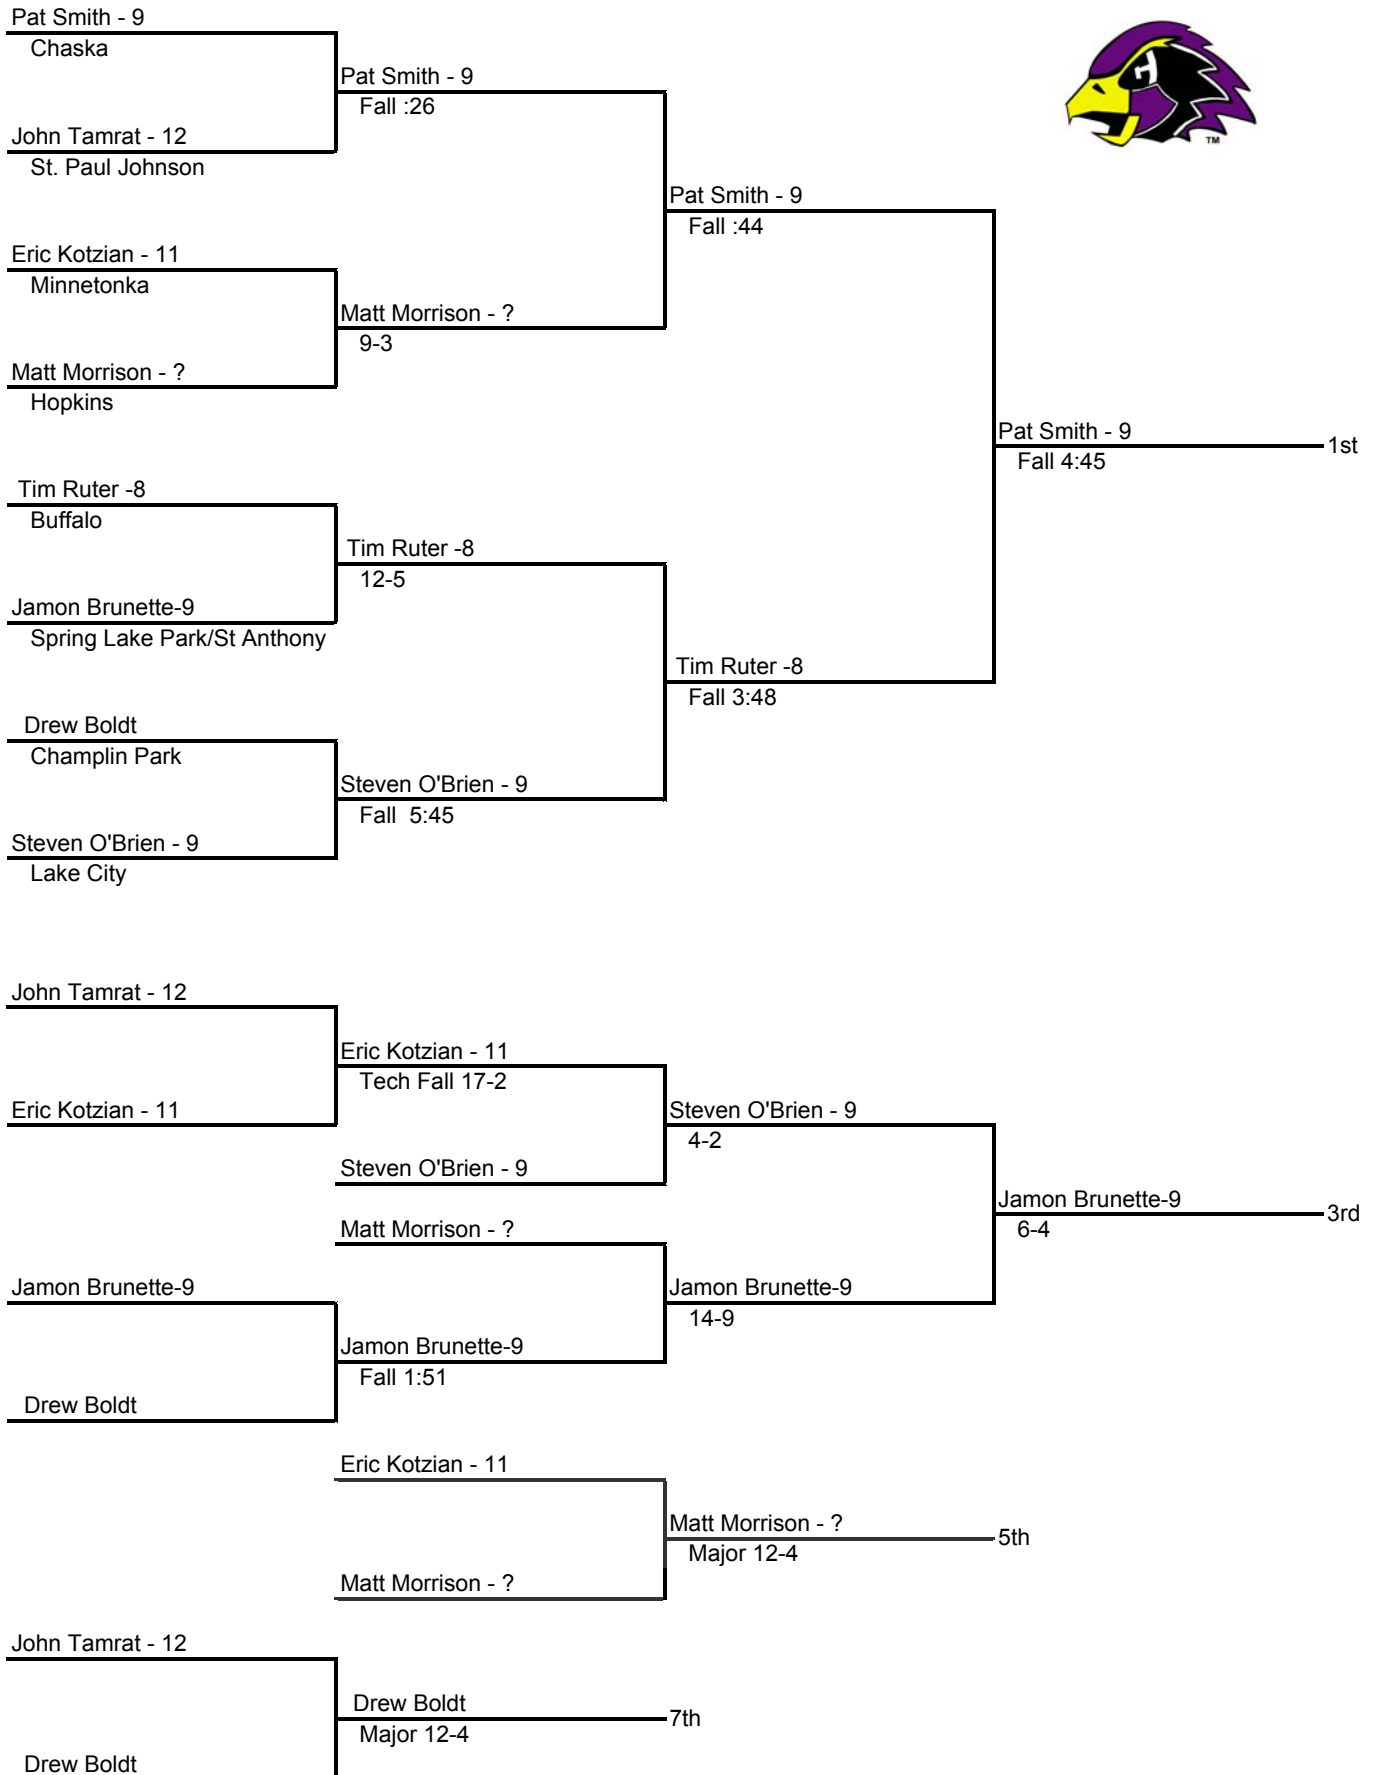 Pat Smith - 9
Chaska
Pat Smith - 9
Fall :26
John Tamrat - 12
St. Paul Johnson
Pat Smith - 9
Fall :44
Eric Kotzian - 11
Minnetonka
Matt Morrison - ?
9-3
Matt Morrison - ?
Hopkins
Pat Smith - 9
1st
Fall 4:45
Tim Ruter -8
Buffalo
Tim Ruter -8
12-5
Jamon Brunette-9
Spring Lake Park/St Anthony
Tim Ruter -8
Fall 3:48
Drew Boldt
Champlin Park
Steven O'Brien - 9
Fall  5:45
Steven O'Brien - 9
Lake City
John Tamrat - 12
Eric Kotzian - 11
Tech Fall 17-2
Eric Kotzian - 11
Steven O'Brien - 9
4-2
Steven O'Brien - 9
Jamon Brunette-9
3rd
6-4
Matt Morrison - ?
Jamon Brunette-9
Jamon Brunette-9
14-9
Jamon Brunette-9
Fall 1:51
Drew Boldt
Eric Kotzian - 11
Matt Morrison - ?
5th
Major 12-4
Matt Morrison - ?
John Tamrat - 12
Drew Boldt
7th
Major 12-4
Drew Boldt
H
TM